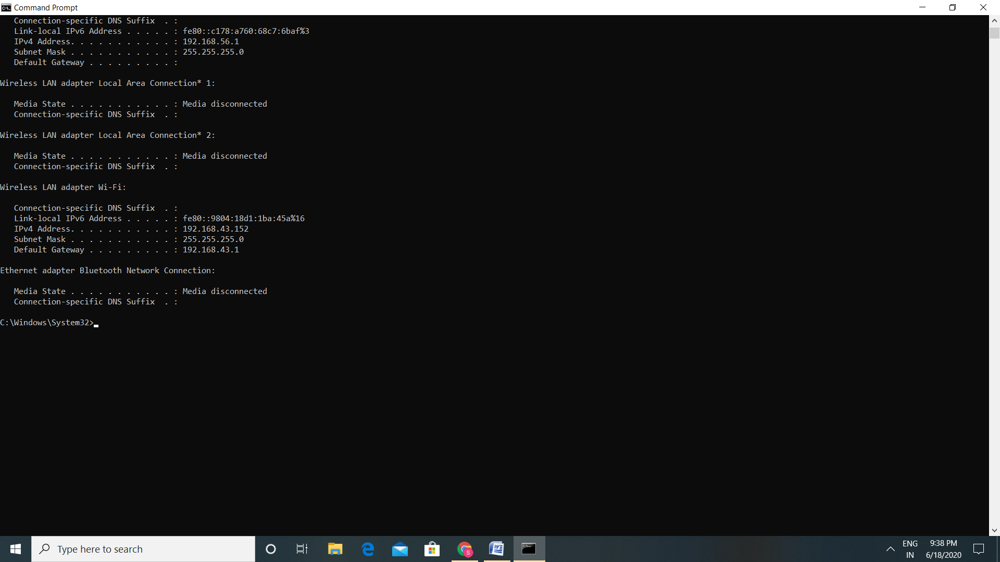 Command Prompt
Connection-specific DNS Suffix  . :
Link-local IPv6 Address . . . . . : fe80::c178:a760:68c7:6baf%3
IPv4 Address. . . . . . . . . . . : 192.168.56.1
Subnet Mask . . . . . . . . . . . : 255.255.255.0
Default Gateway . . . . . . . . . :
Wireless LAN adapter Local Area Connection* 1:
Media State . . . . . . . . . . . : Media disconnected
Connection-specific DNS Suffix  . :
Wireless LAN adapter Local Area Connection* 2:
Media State . . . . . . . . . . . : Media disconnected
Connection-specific DNS Suffix  . :
Wireless LAN adapter Wi-Fi:
Connection-specific DNS Suffix  . :
Link-local IPv6 Address . . . . . : fe80::9804:18d1:1ba:45a%16
IPv4 Address. . . . . . . . . . . : 192.168.43.152
Subnet Mask . . . . . . . . . . . : 255.255.255.0
Default Gateway . . . . . . . . . : 192.168.43.1
Ethernet adapter Bluetooth Network Connection:
Media State . . . . . . . . . . . : Media disconnected
Connection-specific DNS Suffix  . :
C:\Windows\System32>
Type here to search
ENG
IN
9:38 PM
6/18/2020